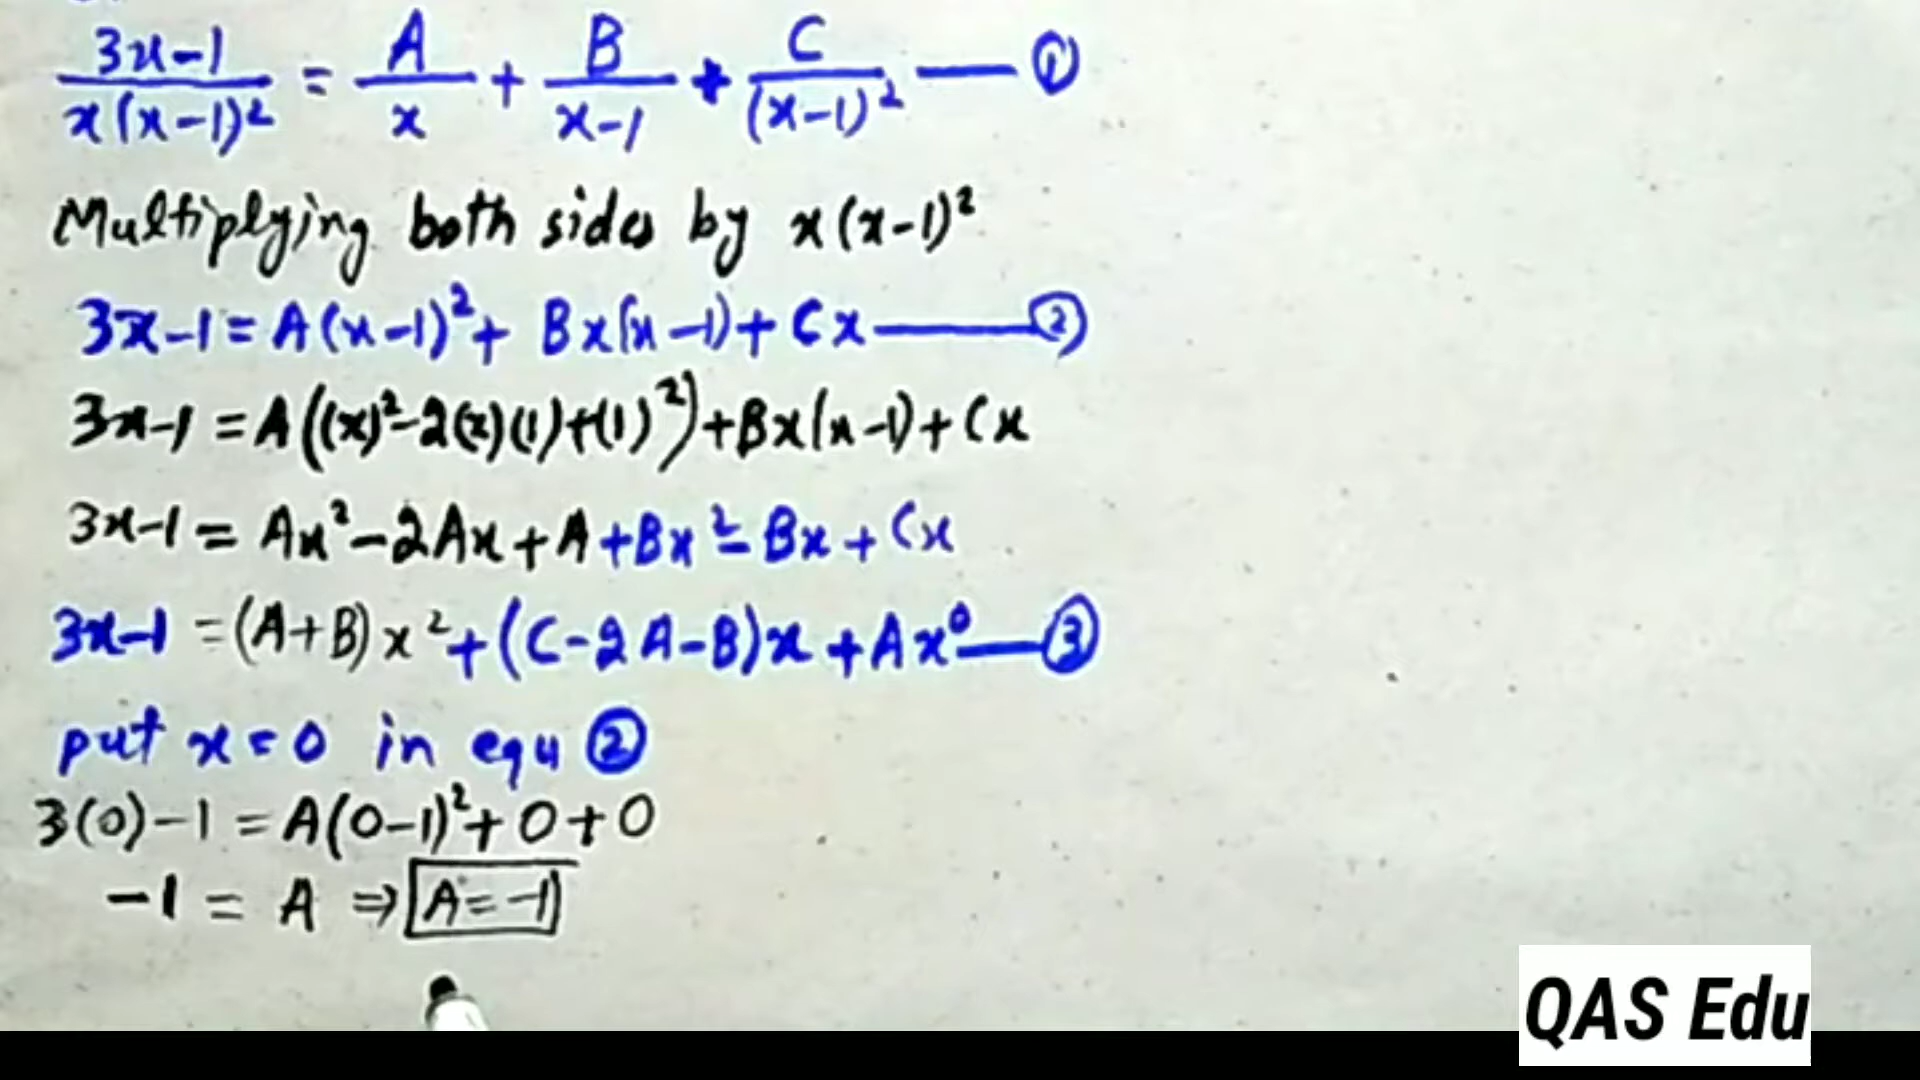 3x-1/x(x-1)² = A/x + B/x-1 + C/(x-1)² — ①
Multiplying both sides by x(x-1)²
3x-1 = A(x-1)² + Bx(x-1) + Cx — ②
3x-1 = A((x)²-2(x)(1)+(1)²)+Bx(x-1)+Cx
3x-1 = Ax²-2Ax+A+Bx²-Bx+Cx
3x-1 = (A+B)x²+(C-2A-B)x+Ax⁰ — ③
put x=0 in equ ②
3(0)-1 = A(0-1)²+0+0
-1 = A ⇒ A=-1
QAS Edu